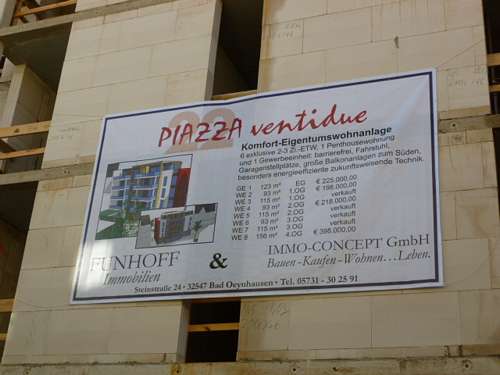 22
PIAZZA ventidue
Komfort-Eigentumswohnanlage
6 exklusive 2-3 Zi.-ETW, 1 Penthousewohnung
und 1 Gewerbeeinheit: barrierefrei, Fahrstuhl,
Garagenstellplätze, große Balkonanlagen zum Süden,
besonders energieeffiziente zukunftsweisende Technik.
GE 1 123 m² EG € 225.000,00
WE 2 93 m² 1.OG € 198.000,00
WE 3 115 m² 1.OG verkauft
WE 4 93 m² 2.OG € 218.000,00
WE 5 115 m² 2.OG verkauft
WE 6 93 m² 3.OG verkauft
WE 7 115 m² 3.OG verkauft
WE 8 156 m² 4.OG € 398.000,00
FUNHOFF & IMMO-CONCEPT GmbH
Immobilien Bauen-Kaufen-Wohnen...Leben.
Steinstraße 24 • 32547 Bad Oeynhausen • Tel. 05731 - 30 25 91